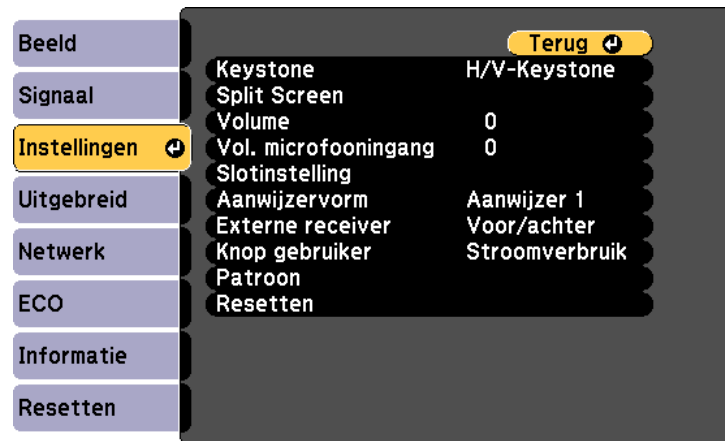 Beeld
Signaal
Instellingen
Uitgebreid
Netwerk
ECO
Informatie
Resetten
Terug
Keystone H/V-Keystone
Split Screen
Volume 0
Vol. microfooningang 0
Slotinstelling
Aanwijzervorm Aanwijzer 1
Externe receiver Voor/achter
Knop gebruiker Stroomverbruik
Patroon
Resetten